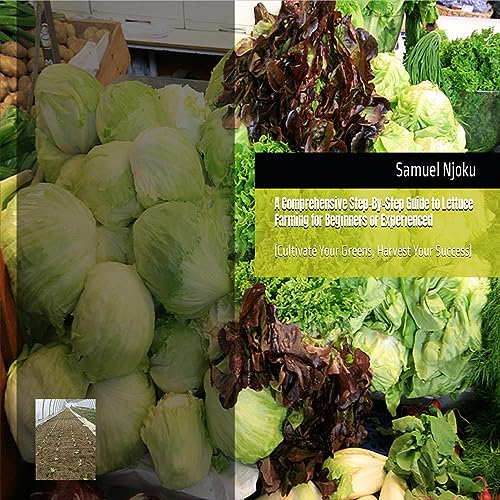 Samuel Njoku
A Comprehensive Step-By-Step Guide to Lettuce
Farming for Beginners or Experienced
(Cultivate Your Greens, Harvest Your Success)